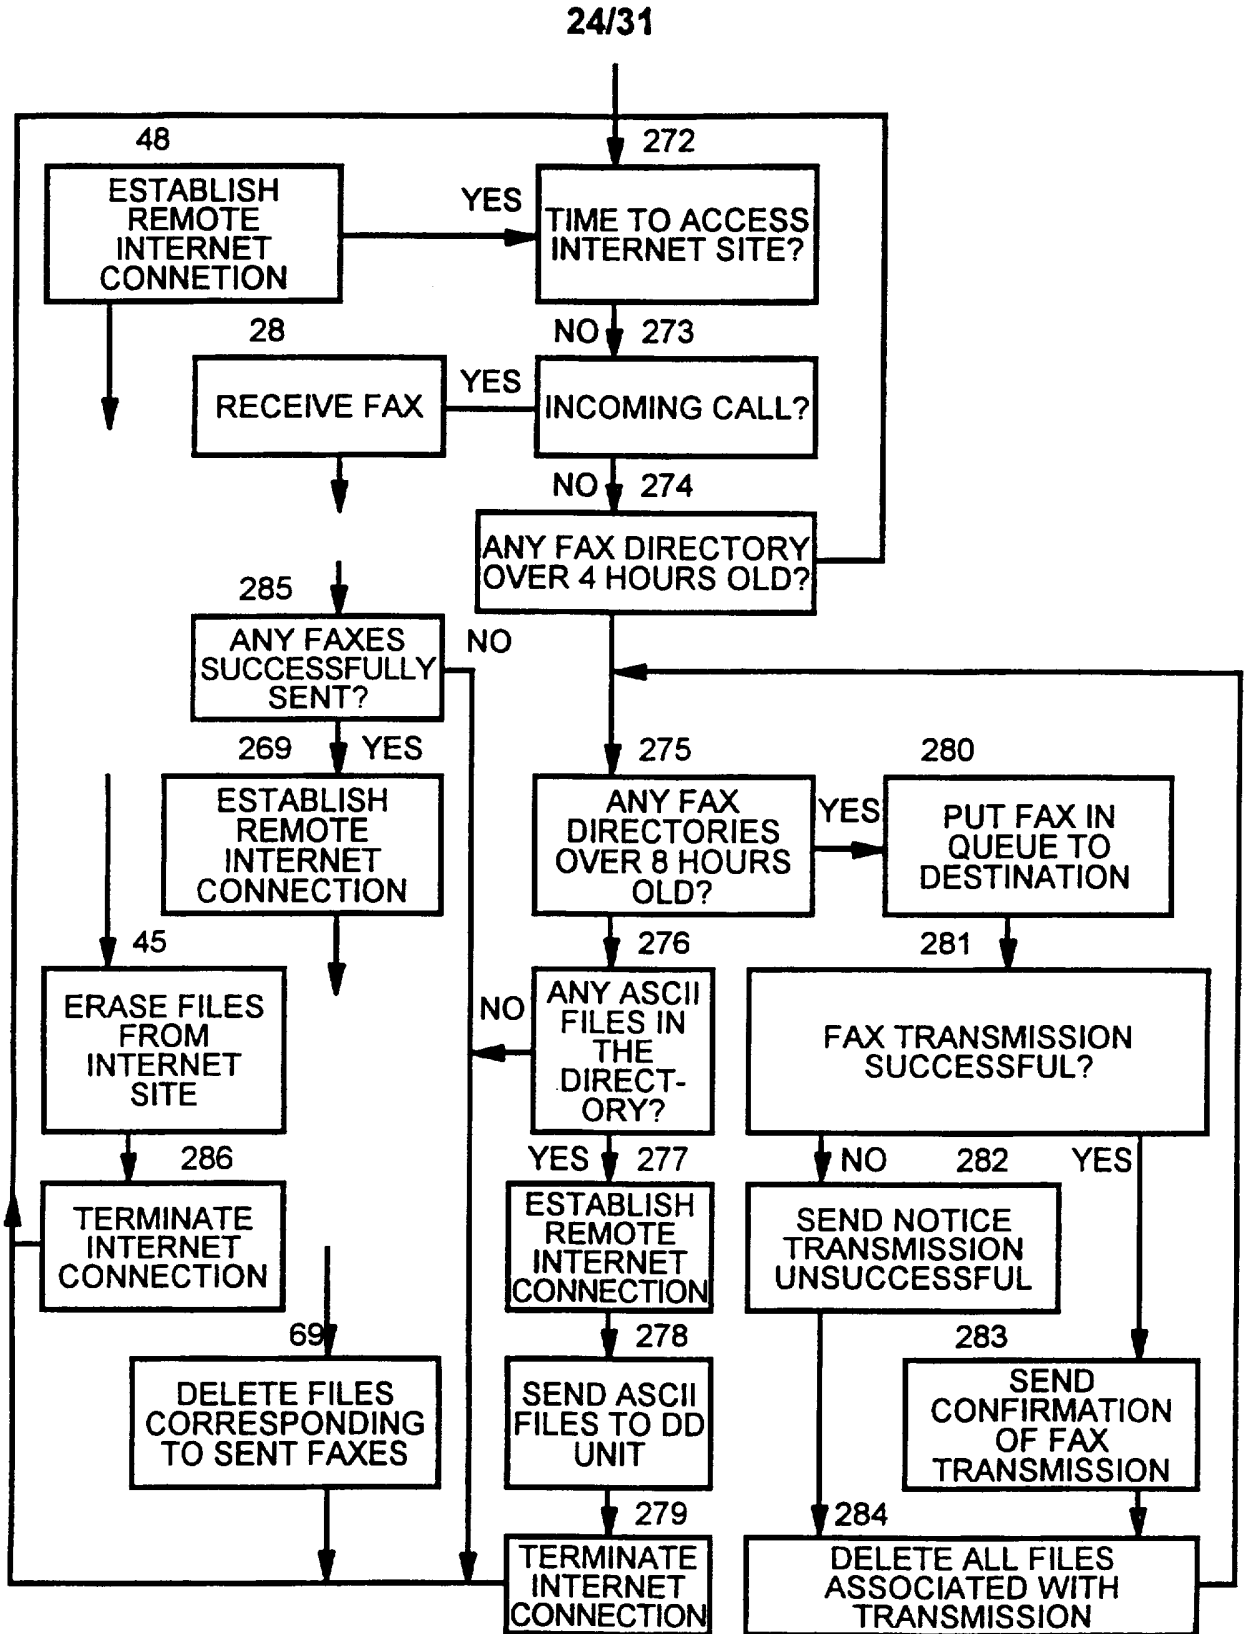 24/31
48
272
ESTABLISH
REMOTE
INTERNET
CONNETION
YES
TIME TO ACCESS
INTERNET SITE?
28
NO
273
RECEIVE FAX
YES
INCOMING CALL?
NO
274
ANY FAX DIRECTORY
OVER 4 HOURS OLD?
285
ANY FAXES
SUCCESSFULLY
SENT?
NO
269
YES
275
280
ESTABLISH
REMOTE
INTERNET
CONNECTION
ANY FAX
DIRECTORIES
OVER 8 HOURS
OLD?
YES
PUT FAX IN
QUEUE TO
DESTINATION
45
276
281
ERASE FILES
FROM
INTERNET
SITE
NO
ANY ASCII
FILES IN
THE
DIRECT-
ORY?
FAX TRANSMISSION
SUCCESSFUL?
286
YES
277
NO
282
YES
TERMINATE
INTERNET
CONNECTION
ESTABLISH
REMOTE
INTERNET
CONNECTION
SEND NOTICE
TRANSMISSION
UNSUCCESSFUL
69
278
283
DELETE FILES
CORRESPONDING
TO SENT FAXES
SEND ASCII
FILES TO DD
UNIT
SEND
CONFIRMATION
OF FAX
TRANSMISSION
279
284
TERMINATE
INTERNET
CONNECTION
DELETE ALL FILES
ASSOCIATED WITH
TRANSMISSION